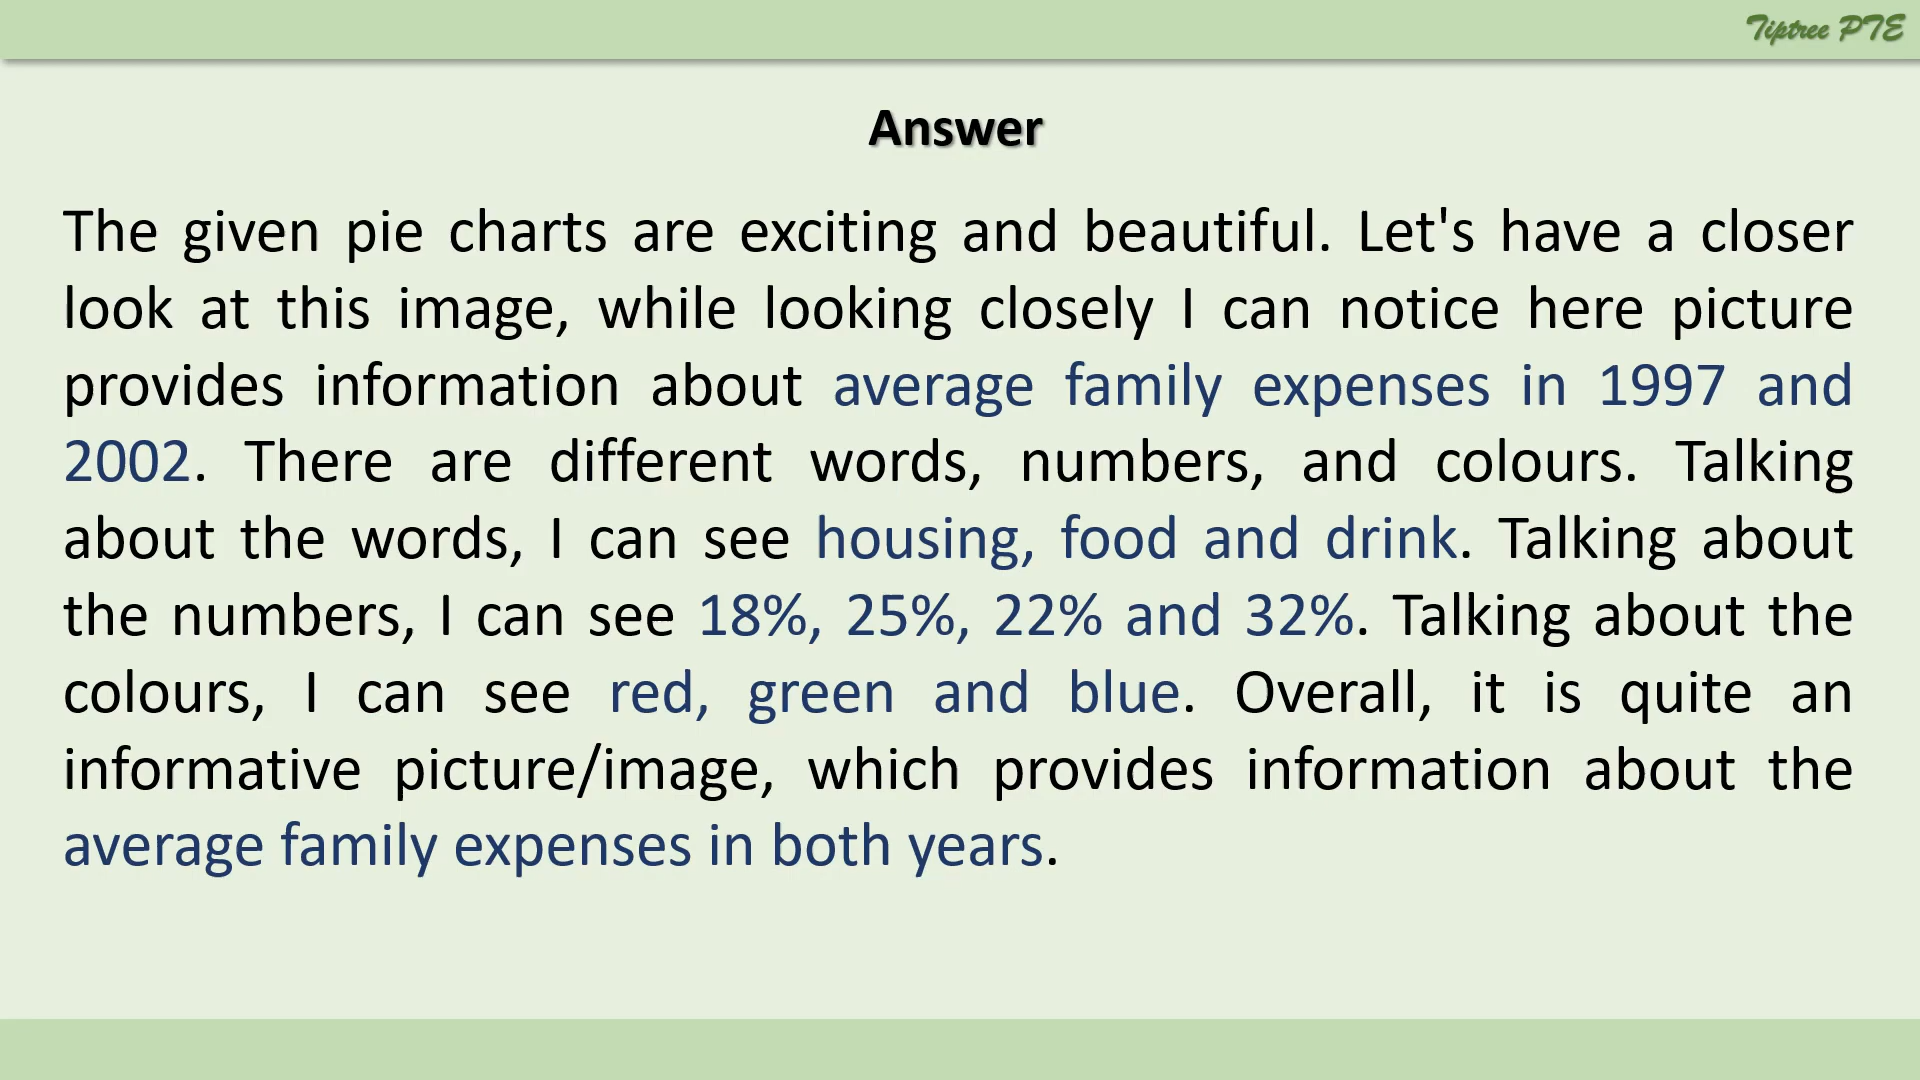 Tiptree PTE
Answer
The given pie charts are exciting and beautiful. Let's have a closer
look at this image, while looking closely I can notice here picture
provides information about average family expenses in 1997 and
2002. There are different words, numbers, and colours. Talking
about the words, I can see housing, food and drink. Talking about
the numbers, I can see 18%, 25%, 22% and 32%. Talking about the
colours, I can see red, green and blue. Overall, it is quite an
informative picture/image, which provides information about the
average family expenses in both years.